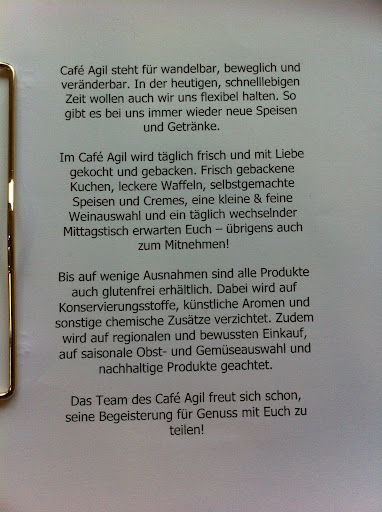 Café Agil steht für wandelbar, beweglich und
veränderbar. In der heutigen, schnelllebigen
Zeit wollen auch wir uns flexibel halten. So
gibt es bei uns immer wieder neue Speisen
und Getränke.
Im Café Agil wird täglich frisch und mit Liebe
gekocht und gebacken. Frisch gebackene
Kuchen, leckere Waffeln, selbstgemachte
Speisen und Cremes, eine kleine & feine
Weinauswahl und ein täglich wechselnder
Mittagstisch erwarten Euch – übrigens auch
zum Mitnehmen!
Bis auf wenige Ausnahmen sind alle Produkte
auch glutenfrei erhältlich. Dabei wird auf
Konservierungsstoffe, künstliche Aromen und
sonstige chemische Zusätze verzichtet. Zudem
wird auf regionalen und bewussten Einkauf,
auf saisonale Obst- und Gemüseauswahl und
nachhaltige Produkte geachtet.
Das Team des Café Agil freut sich schon,
seine Begeisterung für Genuss mit Euch zu
teilen!